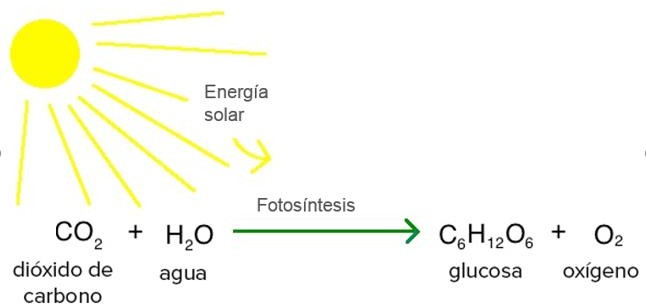 Energía
solar
Fotosíntesis
CO₂ + H₂O C₆H₁₂O₆ + O₂
dióxido de
carbono
agua
glucosa
oxígeno